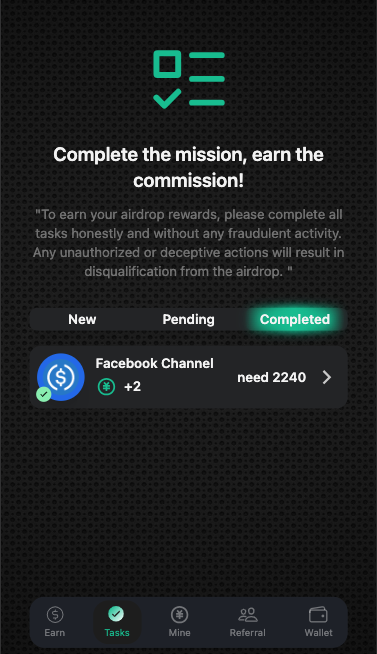 Complete the mission, earn the
commission!
"To earn your airdrop rewards, please complete all
tasks honestly and without any fraudulent activity.
Any unauthorized or deceptive actions will result in
disqualification from the airdrop. "
New Pending Completed
Facebook Channel
+2
need 2240
Earn Tasks Mine Referral Wallet